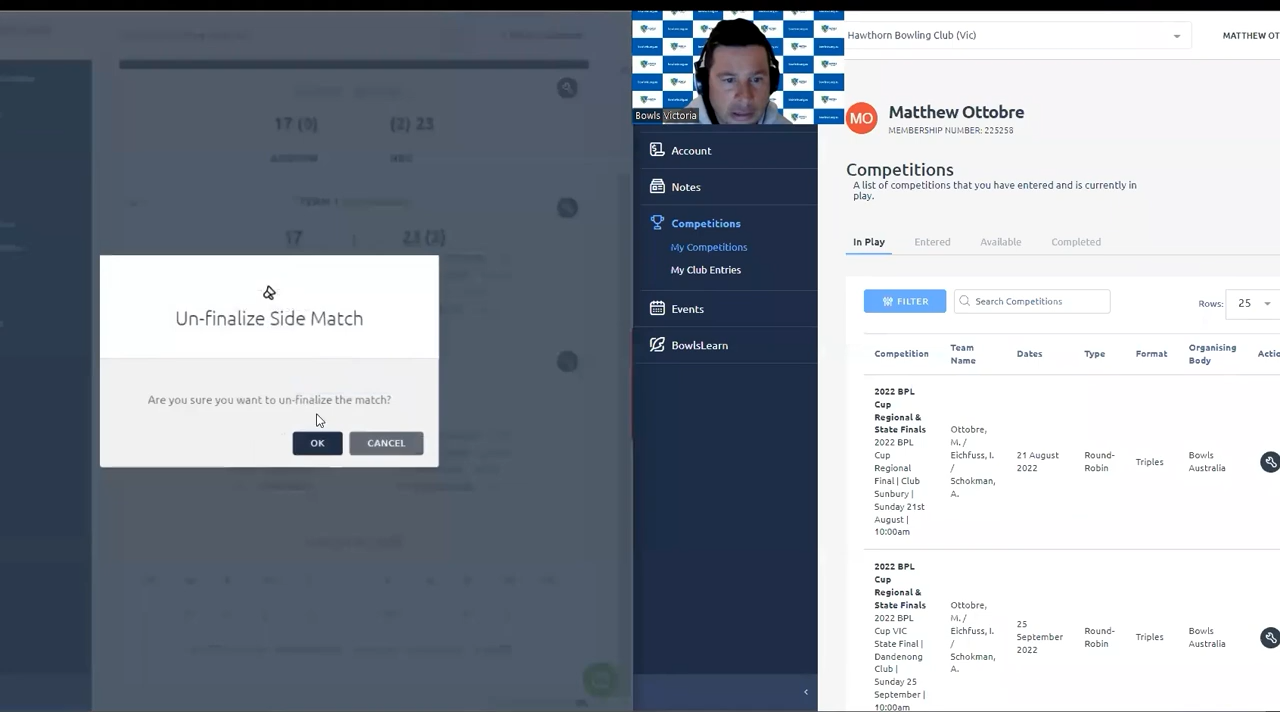 17 (0)
(2) 23
17
23 (2)
Un-finalize Side Match
Are you sure you want to un-finalize the match?
OK
CANCEL
Bowls Victoria
Account
Notes
Competitions
My Competitions
My Club Entries
Events
BowlsLearn
Hawthorn Bowling Club (Vic)
MATTHEW OT
MO
Matthew Ottobre
MEMBERSHIP NUMBER: 225258
Competitions
A list of competitions that you have entered and is currently in
play.
In Play
Entered
Available
Completed
FILTER
Search Competitions
Rows:
25
Competition
Team
Name
Dates
Type
Format
Organising
Body
Actio
2022 BPL
Cup
Regional &
State Finals
2022 BPL
Cup
Regional
Final | Club
Sunbury |
Sunday 21st
August |
10:00am
Ottobre,
M. /
Eichfuss, I.
/
Schokman,
A.
21 August
2022
Round-
Robin
Triples
Bowls
Australia
2022 BPL
Cup
Regional &
State Finals
2022 BPL
Cup VIC
State Final |
Dandenong
Club |
Sunday 25
September |
10:00am
Ottobre,
M. /
Eichfuss, I.
/
Schokman,
A.
25
September
2022
Round-
Robin
Triples
Bowls
Australia